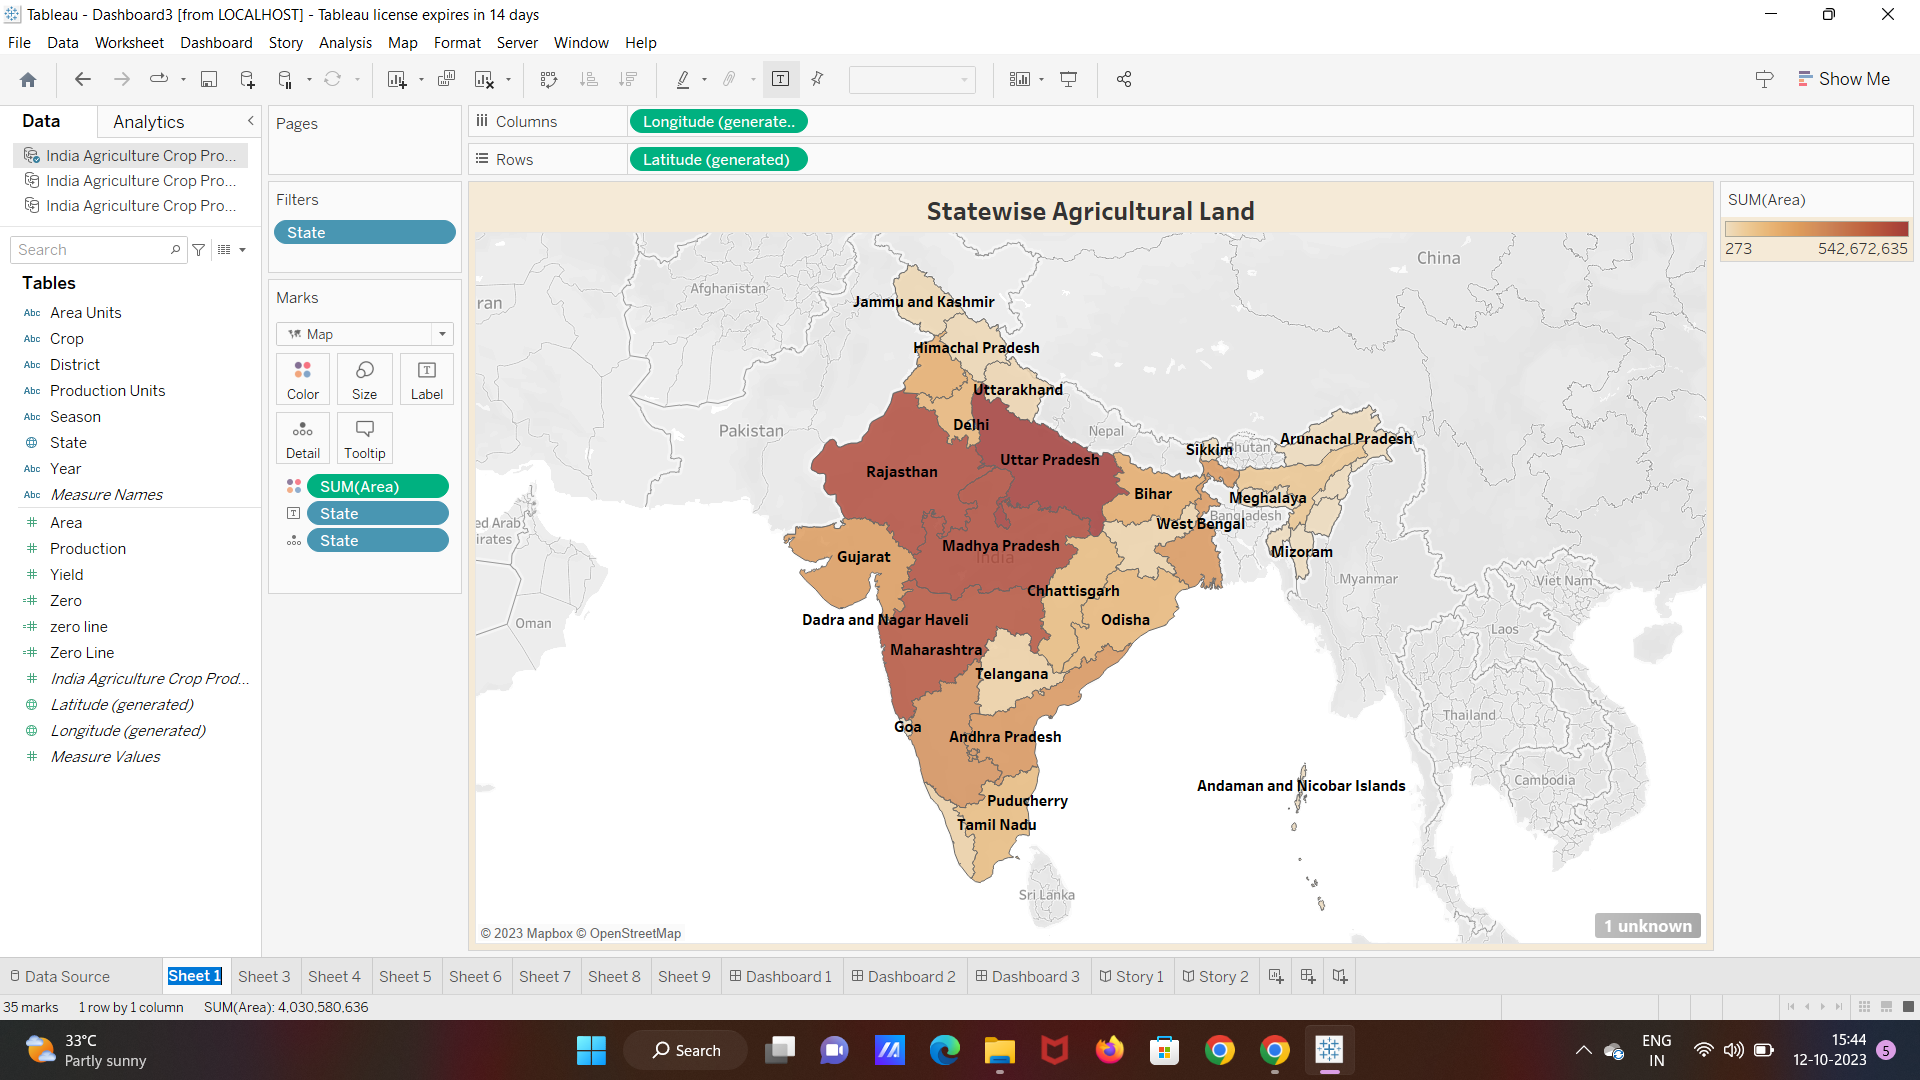 Tableau - Dashboard3 [from LOCALHOST] - Tableau license expires in 14 days
File Data Worksheet Dashboard Story Analysis Map Format Server Window Help
Show Me
Data Analytics
India Agriculture Crop Pro...
India Agriculture Crop Pro...
India Agriculture Crop Pro...
Search
Tables
Abc Area Units
Abc Crop
Abc District
Abc Production Units
Abc Season
State
Abc Year
Abc Measure Names
# Area
# Production
# Yield
=# Zero
=# zero line
=# Zero Line
# India Agriculture Crop Prod...
Latitude (generated)
Longitude (generated)
# Measure Values
Pages
Filters
State
Marks
Map
Color Size Label
Detail Tooltip
SUM(Area)
State
State
Columns Longitude (generate..
Rows Latitude (generated)
Statewise Agricultural Land
China
Afghanistan
ran
Jammu and Kashmir
Himachal Pradesh
Uttarakhand
Pakistan
Delhi
Nepal
Arunachal Pradesh
Sikkim
Bhutan
Uttar Pradesh
Rajasthan
Bihar
Meghalaya
Bangladesh
West Bengal
ed Arab
irates
Madhya Pradesh
India
Gujarat
Mizoram
Myanmar
Viet Nam
Chhattisgarh
Oman
Dadra and Nagar Haveli
Odisha
Laos
Maharashtra
Telangana
Thailand
Goa
Andhra Pradesh
Cambodia
Andaman and Nicobar Islands
Puducherry
Tamil Nadu
Sri Lanka
© 2023 Mapbox © OpenStreetMap
1 unknown
SUM(Area)
273 542,672,635
Data Source Sheet 1 Sheet 3 Sheet 4 Sheet 5 Sheet 6 Sheet 7 Sheet 8 Sheet 9 Dashboard 1 Dashboard 2 Dashboard 3 Story 1 Story 2
35 marks 1 row by 1 column SUM(Area): 4,030,580,636
33°C
Partly sunny
Search
ENG
IN
15:44
12-10-2023
5